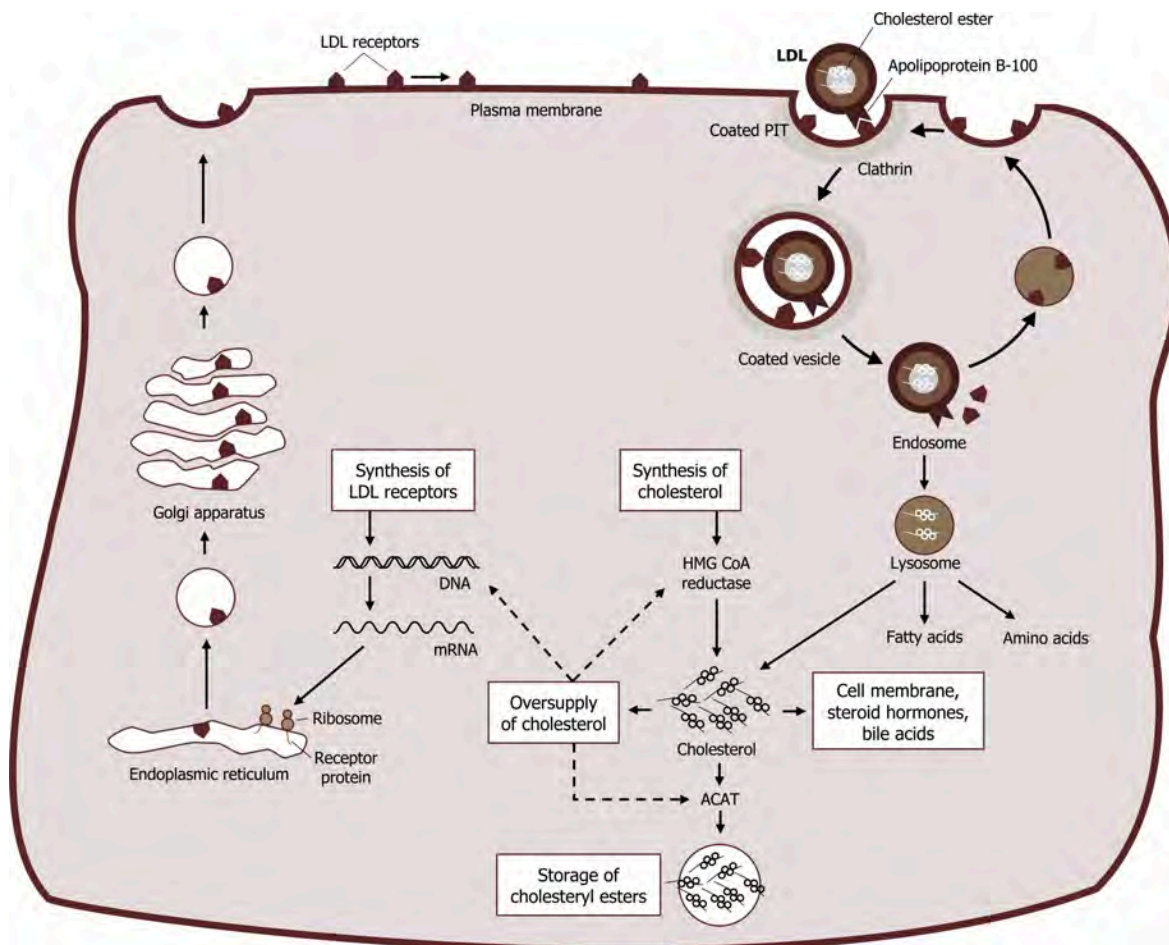 Cholesterol ester
LDL receptors
LDL
Apolipoprotein B-100
Plasma membrane
Coated PIT
Clathrin
Coated vesicle
Endosome
Synthesis of
LDL receptors
Synthesis of
cholesterol
Golgi apparatus
Lysosome
HMG CoA
reductase
DNA
Fatty acids
Amino acids
mRNA
Oversupply
of cholesterol
Cell membrane,
steroid hormones,
bile acids
Ribosome
Cholesterol
Receptor
protein
Endoplasmic reticulum
ACAT
Storage of
cholesteryl esters